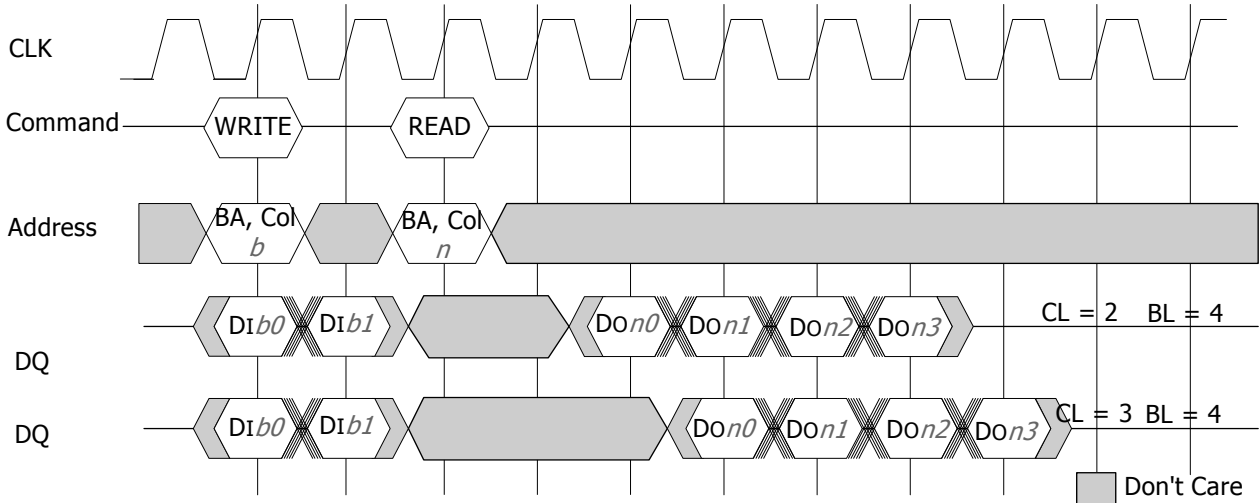 CLK
Command WRITE READ
Address BA, Col b BA, Col n
DQ DIb0 DIb1 DOn0 DOn1 DOn2 DOn3 CL = 2 BL = 4
DQ DIb0 DIb1 DOn0 DOn1 DOn2 DOn3 CL = 3 BL = 4
Don't Care